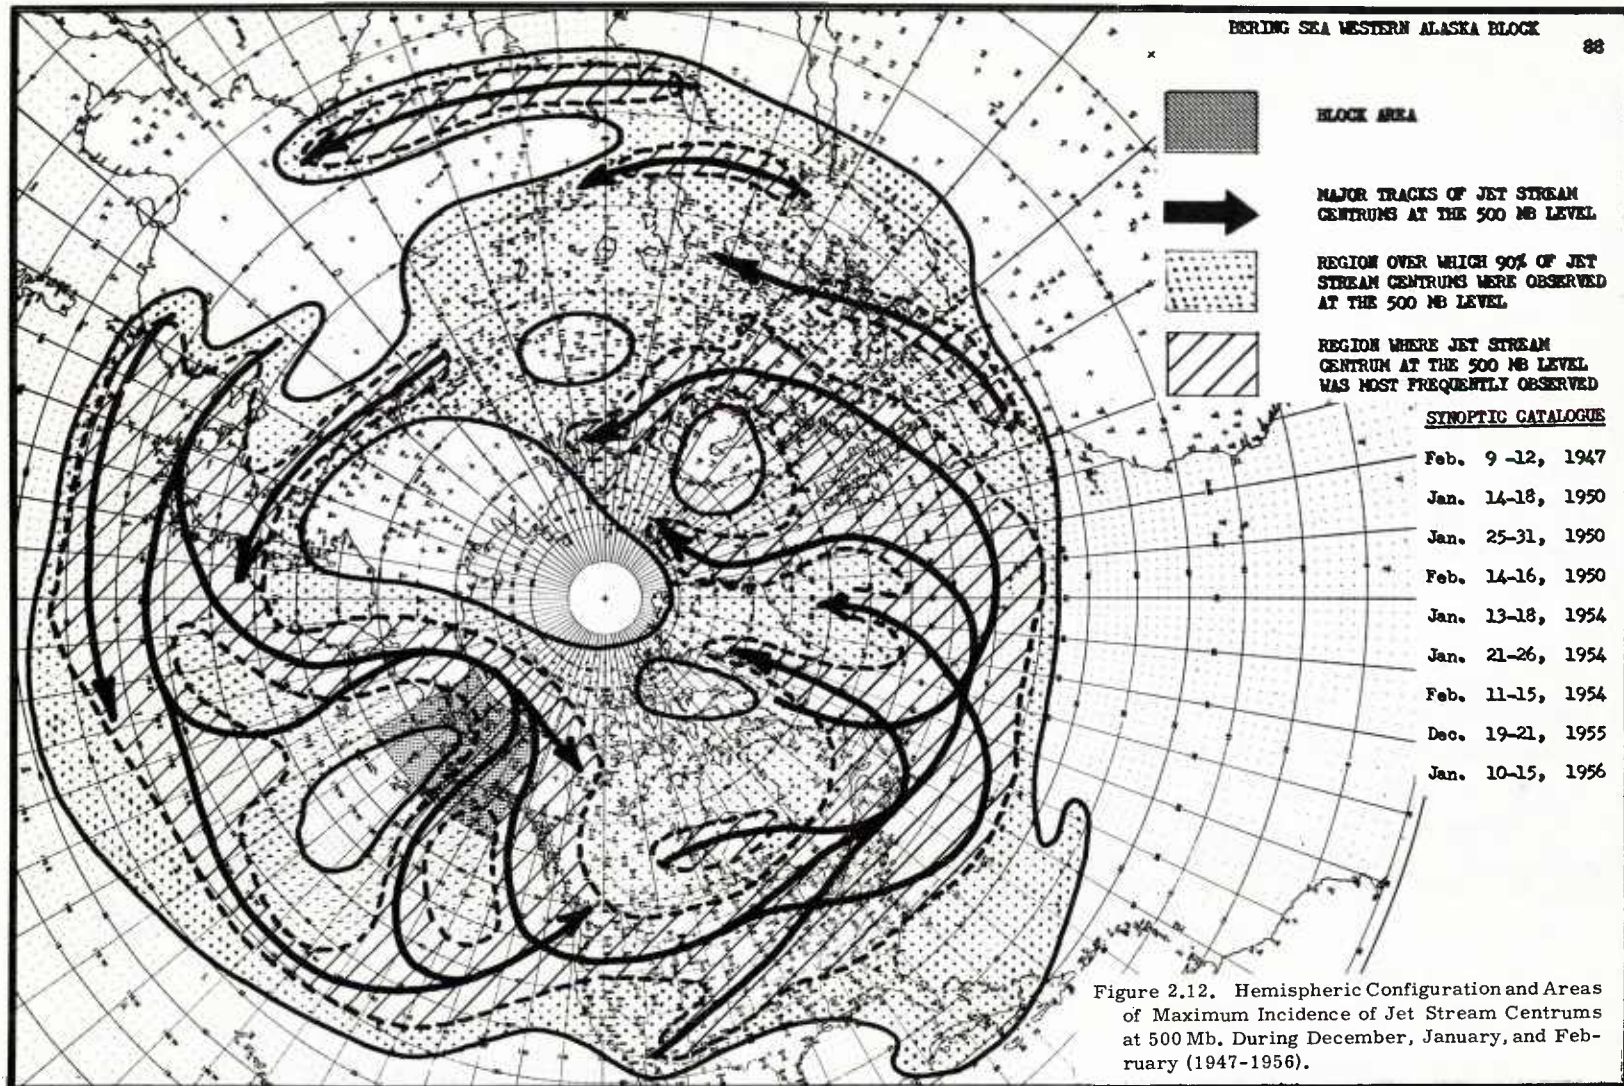 BERING SEA WESTERN ALASKA BLOCK
88
BLOCK AREA
MAJOR TRACKS OF JET STREAM
CENTRUMS AT THE 500 MB LEVEL
REGION OVER WHICH 90% OF JET
STREAM CENTRUMS WERE OBSERVED
AT THE 500 MB LEVEL
REGION WHERE JET STREAM
CENTRUM AT THE 500 MB LEVEL
WAS MOST FREQUENTLY OBSERVED
SYNOPTIC CATALOGUE
Feb. 9 -12, 1947
Jan. 14-18, 1950
Jan. 25-31, 1950
Feb. 14-16, 1950
Jan. 13-18, 1954
Jan. 21-26, 1954
Feb. 11-15, 1954
Dec. 19-21, 1955
Jan. 10-15, 1956
Figure 2.12. Hemispheric Configuration and Areas
of Maximum Incidence of Jet Stream Centrums
at 500 Mb. During December, January, and Feb-
ruary (1947-1956).